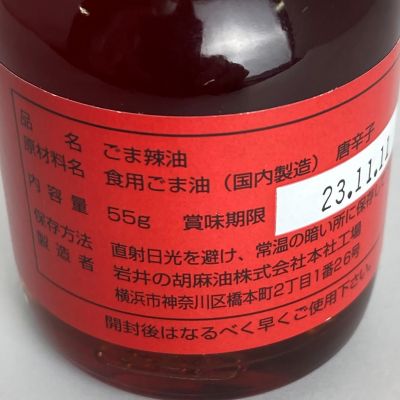 品名 ごま辣油
原材料名 食用ごま油（国内製造） 唐辛子
内容量 55g 賞味期限 23.11.1
保存方法 直射日光を避け、常温の暗い所に保存
製造者 岩井の胡麻油株式会社本社工場
横浜市神奈川区橋本町2丁目1番26号
開封後はなるべく早くご使用下さい。